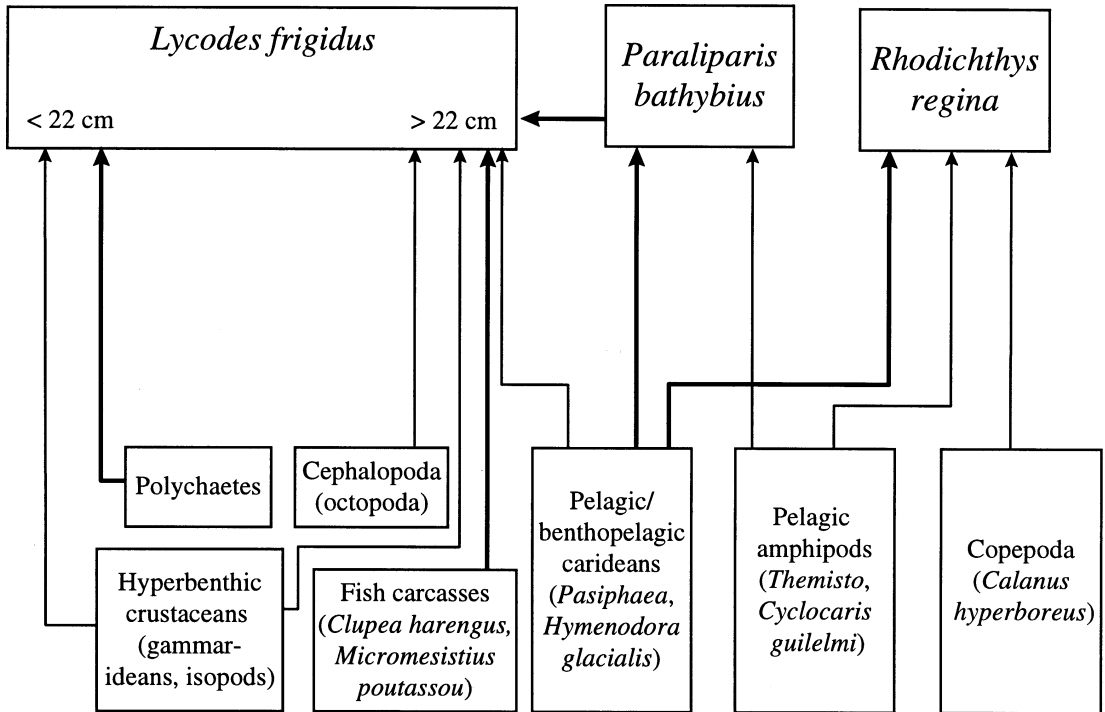 Lycodes frigidus
< 22 cm
> 22 cm
Paraliparis
bathybius
Rhodichthys
regina
Polychaetes
Cephalopoda
(octopoda)
Hyperbenthic
crustaceans
(gammar-
ideans, isopods)
Fish carcasses
(Clupea harengus,
Micromesistius
poutassou)
Pelagic/
benthopelagic
carideans
(Pasiphaea,
Hymenodora
glacialis)
Pelagic
amphipods
(Themisto,
Cyclocaris
guilelmi)
Copepoda
(Calanus
hyperboreus)